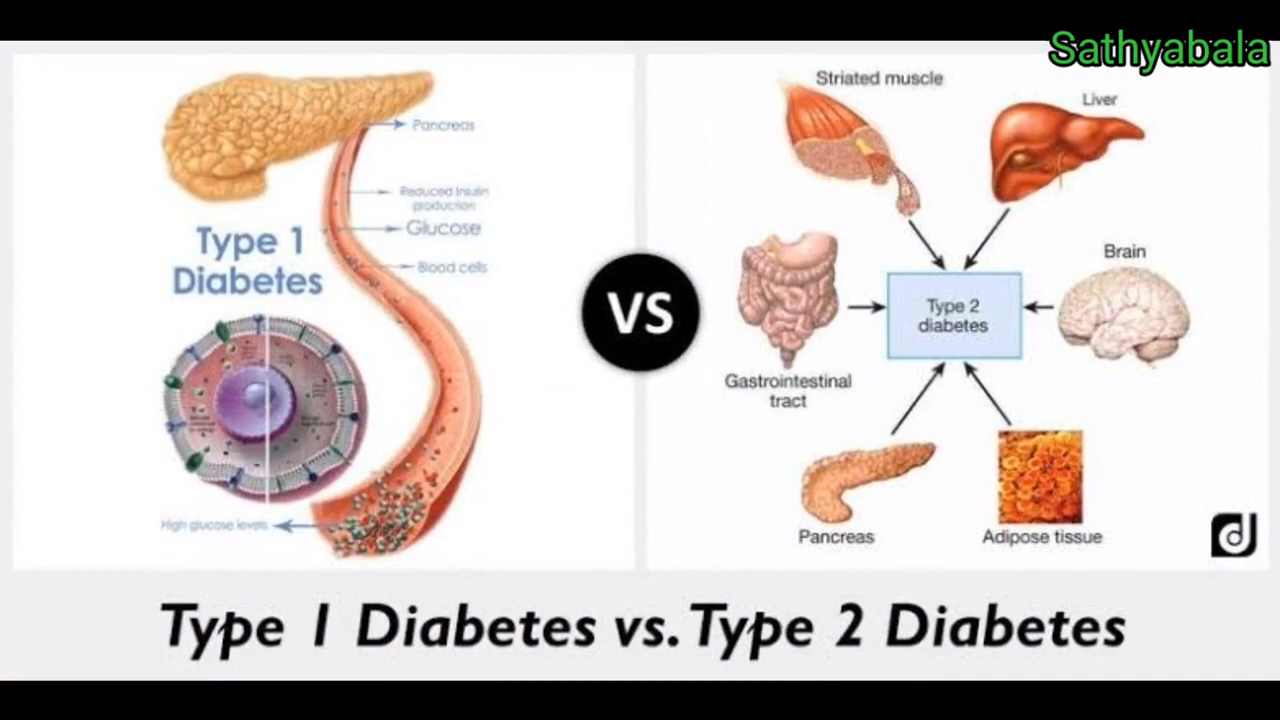 Sathyabala
Pancreas
Reduced Insulin
production
Glucose
Blood cells
Type 1
Diabetes
High glucose levels
VS
Striated muscle
Liver
Gastrointestinal
tract
Type 2
diabetes
Brain
Pancreas
Adipose tissue
Type 1 Diabetes vs. Type 2 Diabetes